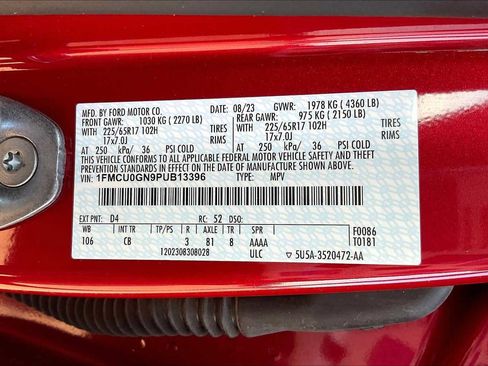 MFD. BY FORD MOTOR CO. DATE: 08/23 GVWR: 1978 KG ( 4360 LB)
FRONT GAWR: 1030 KG ( 2270 LB) REAR GAWR: 975 KG ( 2150 LB)
WITH 225/65R17 102H TIRES WITH 225/65R17 102H TIRES
17x7.0J RIMS 17x7.0J RIMS
AT 250 kPa/ 36 PSI COLD AT 250 kPa/ 36 PSI COLD
THIS VEHICLE CONFORMS TO ALL APPLICABLE FEDERAL MOTOR VEHICLE SAFETY AND THEFT
PREVENTION STANDARDS IN EFFECT ON THE DATE OF MANUFACTURE SHOWN ABOVE.
VIN: 1FMCU0GN9PUB13396 TYPE: MPV
EXT PNT: D4 RC: 52 DSO: F0086
WB INT TR TP/PS R AXLE TR SPR T0181
106 CB 3 81 8 AAAA
1202308308028 ULC 5U5A-3520472-AA